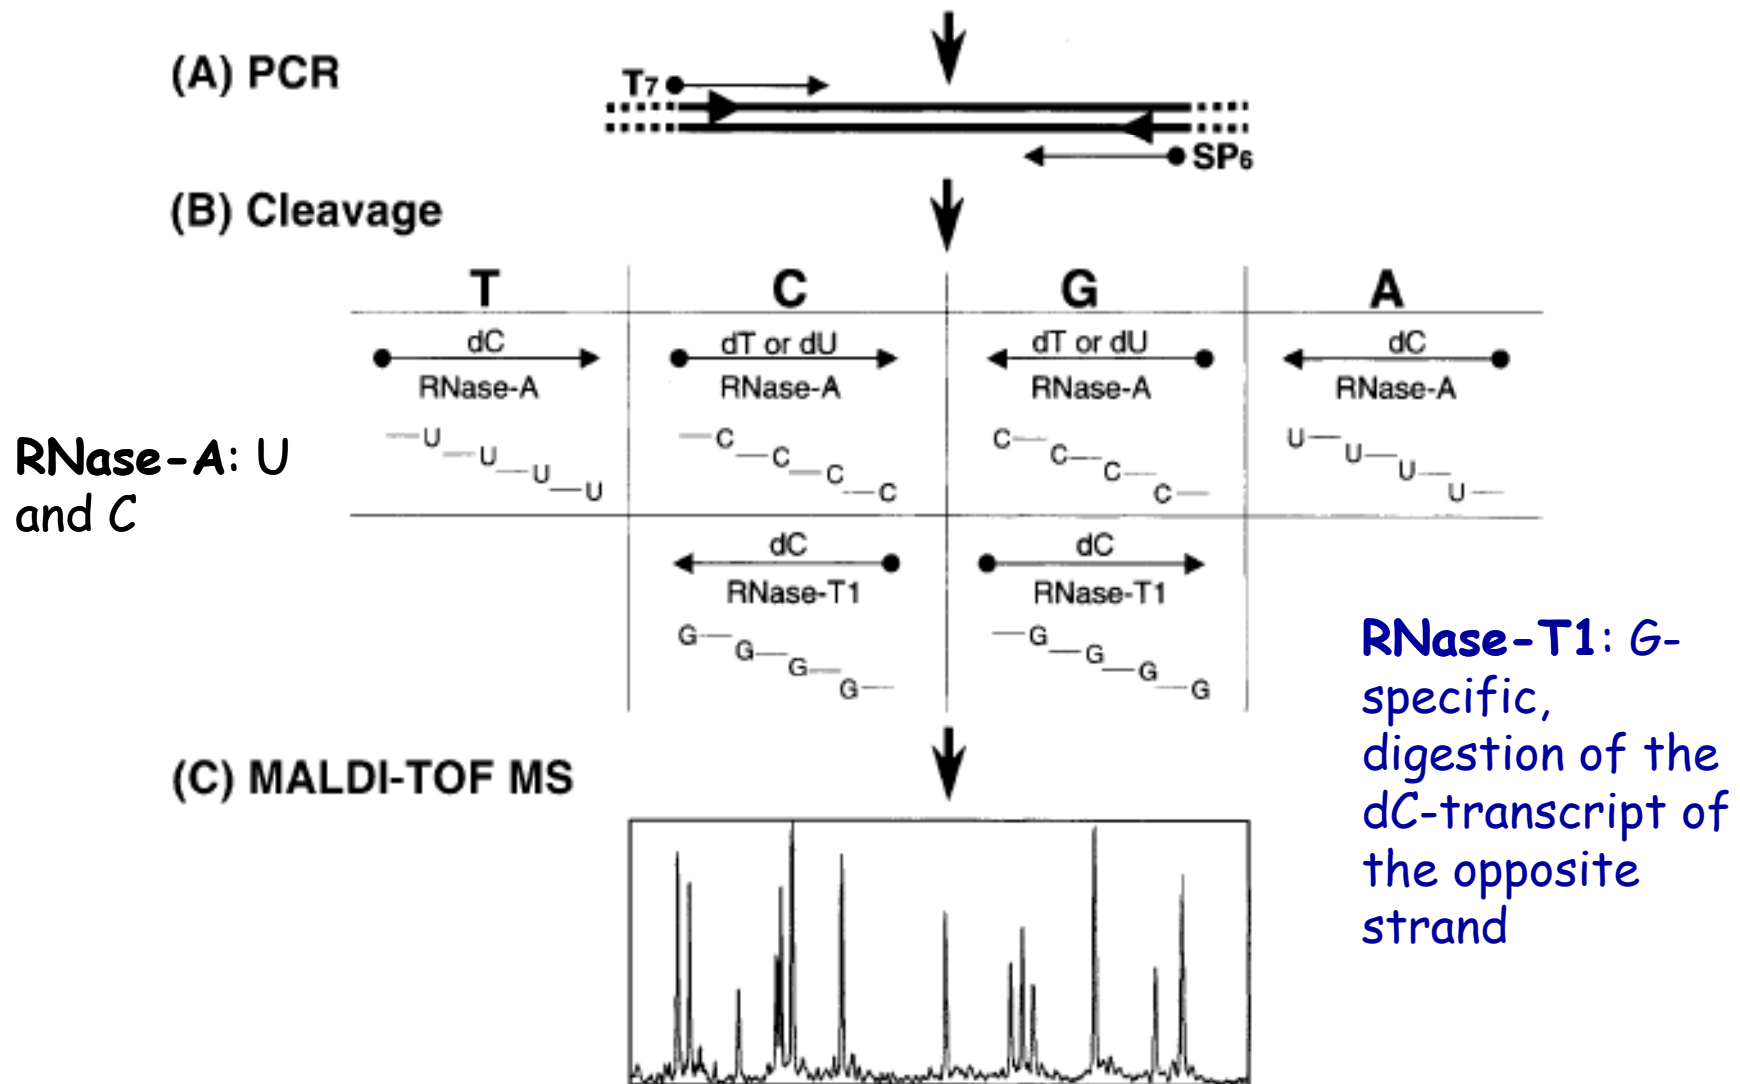 (A) PCR
T7
SP6
(B) Cleavage
T C G A
dC dT or dU dT or dU dC
RNase-A RNase-A RNase-A RNase-A
U U U U
C C C C
C C C C
U U U U
RNase-A: U
and C
dC dC
RNase-T1 RNase-T1
G G G G
G G G G
RNase-T1: G-
specific,
digestion of the
dC-transcript of
the opposite
strand
(C) MALDI-TOF MS